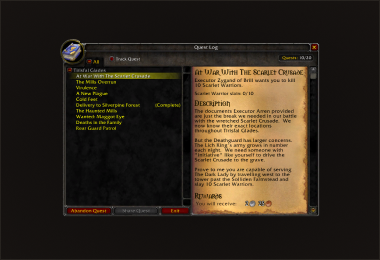 Quest Log
All
Track Quest
Quests: 10/20
Tirisfal Glades
At War With The Scarlet Crusade
The Mills Overrun
Virulence
A New Plague
Cold Feet
Delivery to Silverpine Forest (Complete)
The Haunted Mills
Wanted: Maggot Eye
Deaths in the Family
Rear Guard Patrol
At War With The Scarlet Crusade
Executor Zygand of Brill wants you to kill
10 Scarlet Warriors.
Scarlet Warrior slain: 0/10
Description
The documents Executor Arren provided
are just the break we needed in our battle
with the wretched Scarlet Crusade. We
now know their exact locations
throughout Tirisfal Glades.
But the Deathguard has larger concerns.
The Lich King's army grows in number
each night. We need someone with
"initiative" like yourself to drive the
Scarlet Crusade to the grave.
Prove to me you are capable of serving
The Dark Lady by travelling west to the
tower past the Solliden Farmstead and
slay 10 Scarlet Warriors.
Rewards
You will receive:
Abandon Quest
Share Quest
Exit